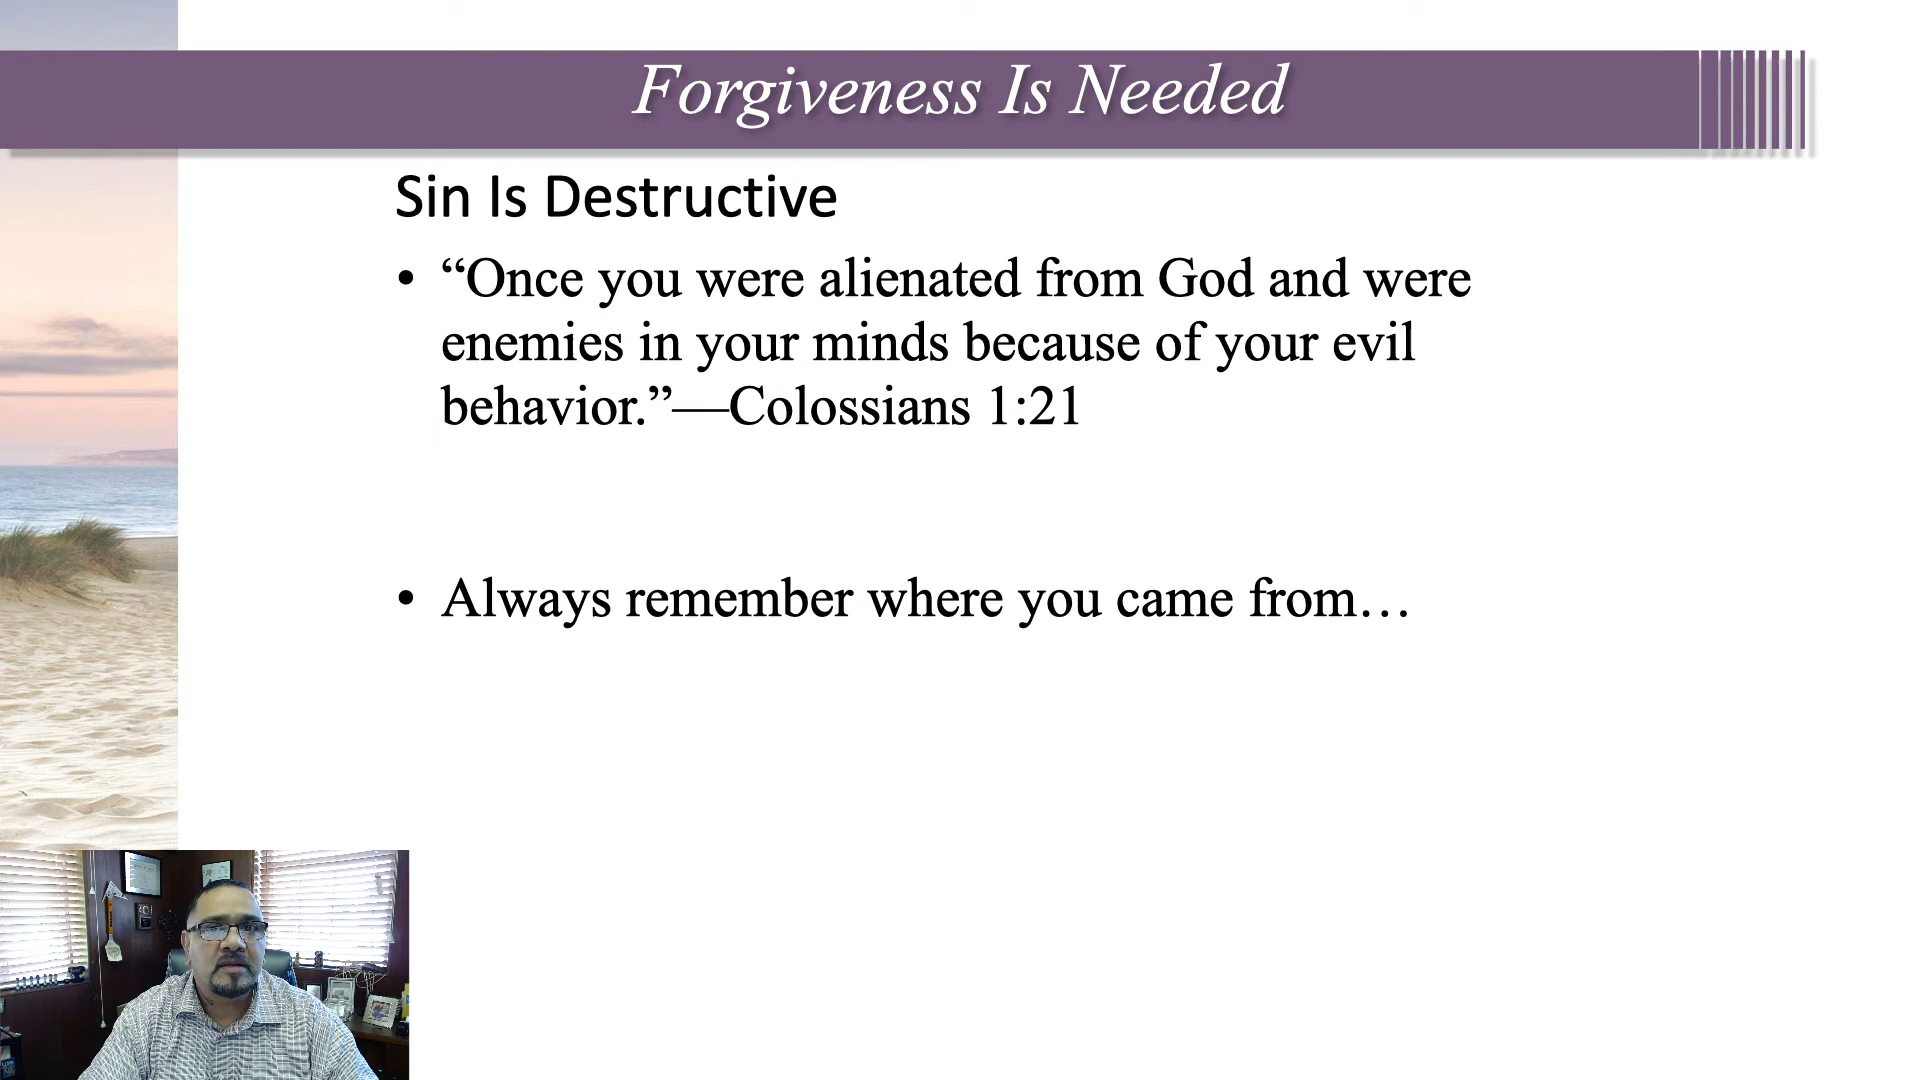 Forgiveness Is Needed
Sin Is Destructive
• “Once you were alienated from God and were
enemies in your minds because of your evil
behavior.”—Colossians 1:21
• Always remember where you came from…